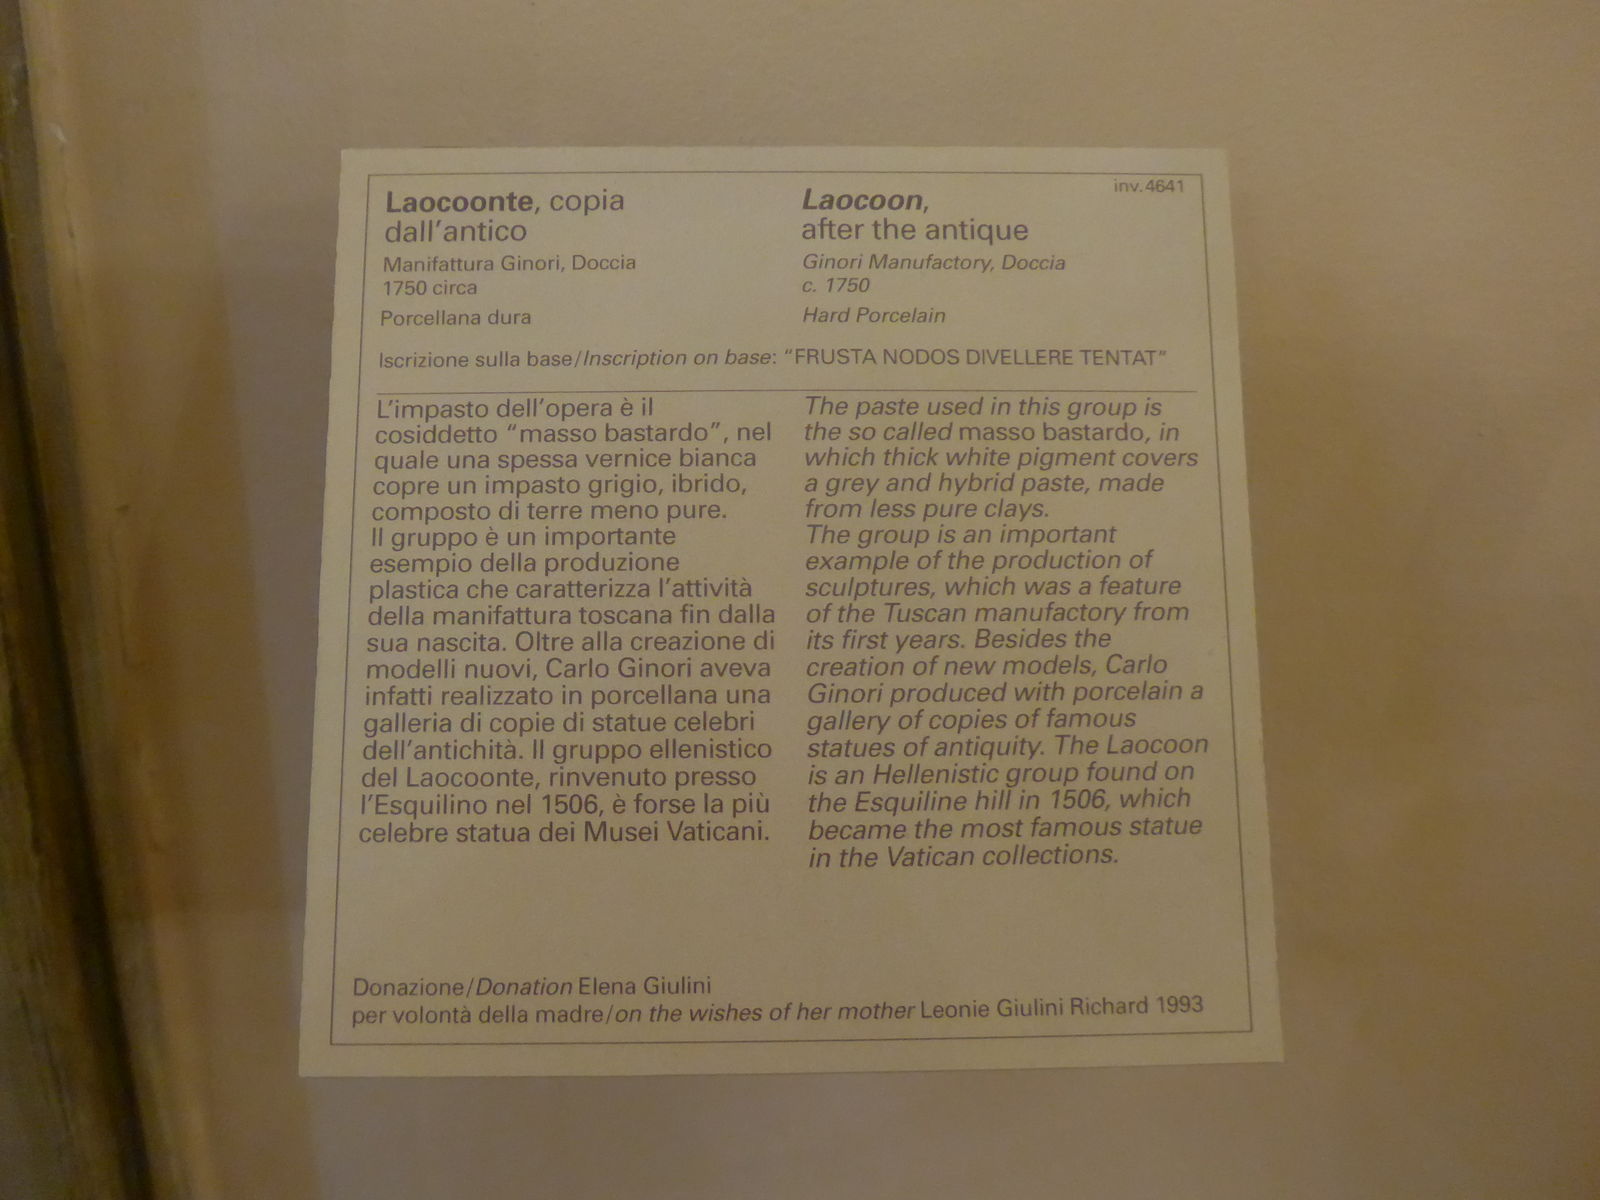 Laocoonte, copia
dall'antico
Manifattura Ginori, Doccia
1750 circa
Porcellana dura
inv.4641
Laocoon,
after the antique
Ginori Manufactory, Doccia
c. 1750
Hard Porcelain
Iscrizione sulla base/Inscription on base: “FRUSTA NODOS DIVELLERE TENTAT”
L'impasto dell'opera è il
cosiddetto “masso bastardo”, nel
quale una spessa vernice bianca
copre un impasto grigio, ibrido,
composto di terre meno pure.
Il gruppo è un importante
esempio della produzione
plastica che caratterizza l'attività
della manifattura toscana fin dalla
sua nascita. Oltre alla creazione di
modelli nuovi, Carlo Ginori aveva
infatti realizzato in porcellana una
galleria di copie di statue celebri
dell'antichità. Il gruppo ellenistico
del Laocoonte, rinvenuto presso
l'Esquilino nel 1506, è forse la più
celebre statua dei Musei Vaticani.
The paste used in this group is
the so called masso bastardo, in
which thick white pigment covers
a grey and hybrid paste, made
from less pure clays.
The group is an important
example of the production of
sculptures, which was a feature
of the Tuscan manufactory from
its first years. Besides the
creation of new models, Carlo
Ginori produced with porcelain a
gallery of copies of famous
statues of antiquity. The Laocoon
is an Hellenistic group found on
the Esquiline hill in 1506, which
became the most famous statue
in the Vatican collections.
Donazione/Donation Elena Giulini
per volontà della madre/on the wishes of her mother Leonie Giulini Richard 1993